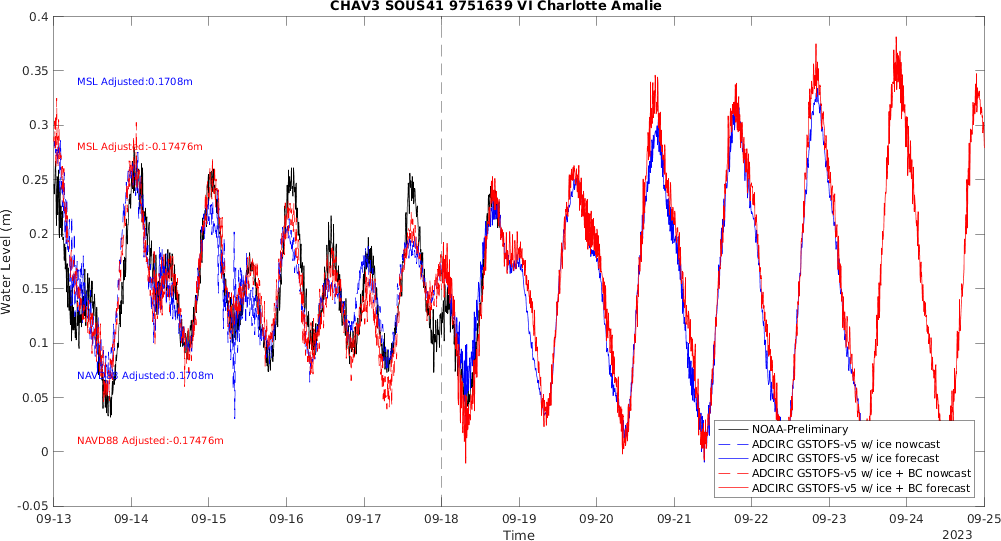 CHAV3 SOUS41 9751639 VI Charlotte Amalie
0.4
0.35
0.3
0.25
0.2
0.15
0.1
0.05
0
-0.05
Water Level (m)
MSL Adjusted:0.1708m
MSL Adjusted:-0.17476m
NAVD88 Adjusted:0.1708m
NAVD88 Adjusted:-0.17476m
NOAA-Preliminary
ADCIRC GSTOFS-v5 w/ ice nowcast
ADCIRC GSTOFS-v5 w/ ice forecast
ADCIRC GSTOFS-v5 w/ ice + BC nowcast
ADCIRC GSTOFS-v5 w/ ice + BC forecast
09-13 09-14 09-15 09-16 09-17 09-18 09-19 09-20 09-21 09-22 09-23 09-24 09-25
Time
2023